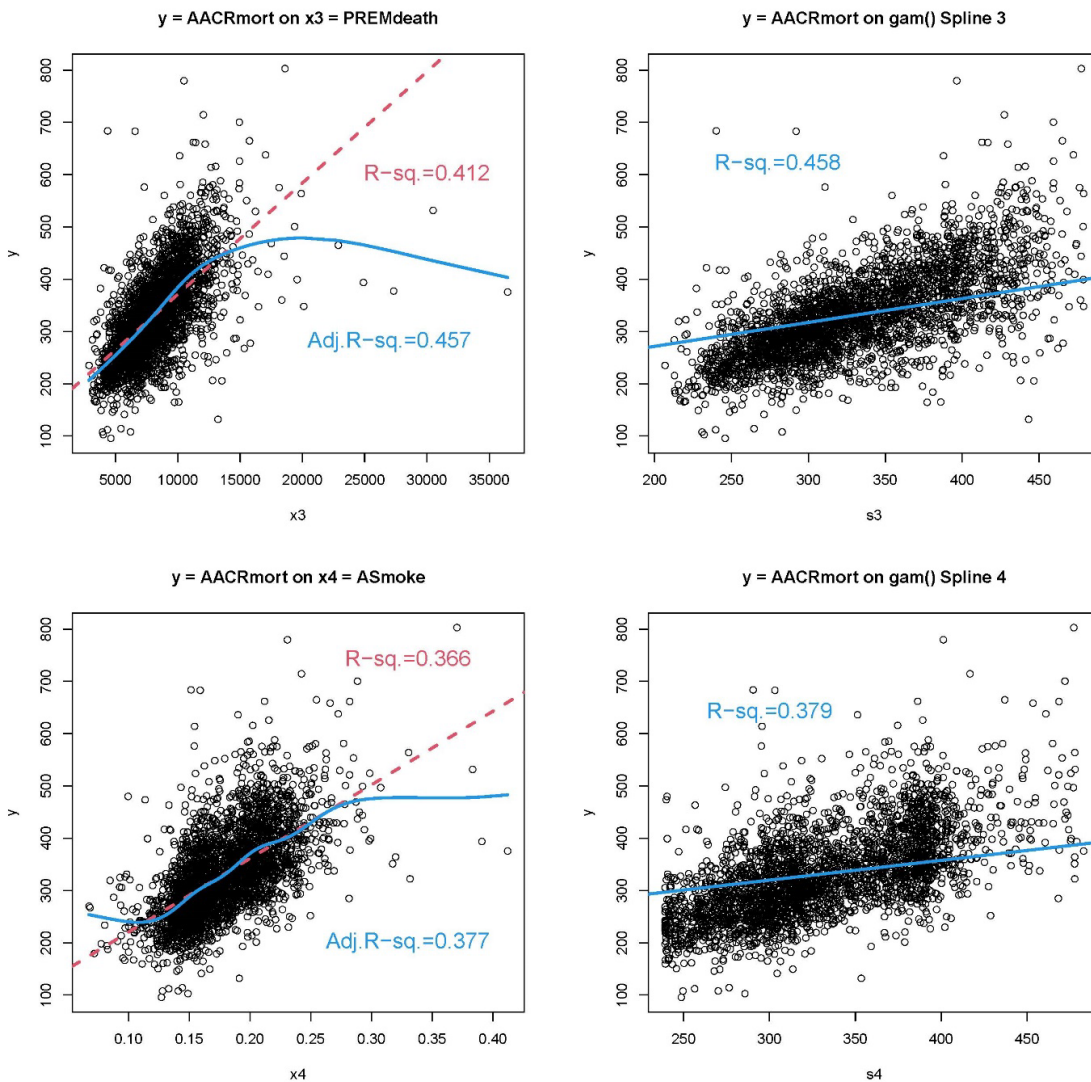 y = AACRmort on x3 = PREMdeath
800
700
600
500
400
300
200
100
y
R−sq.=0.412
Adj.R−sq.=0.457
5000 10000 15000 20000 25000 30000 35000
x3
y = AACRmort on gam() Spline 3
800
700
600
500
400
300
200
100
y
R−sq.=0.458
200 250 300 350 400 450
s3
y = AACRmort on x4 = ASmoke
800
700
600
500
400
300
200
100
y
R−sq.=0.366
Adj.R−sq.=0.377
0.10 0.15 0.20 0.25 0.30 0.35 0.40
x4
y = AACRmort on gam() Spline 4
800
700
600
500
400
300
200
100
y
R−sq.=0.379
250 300 350 400 450
s4